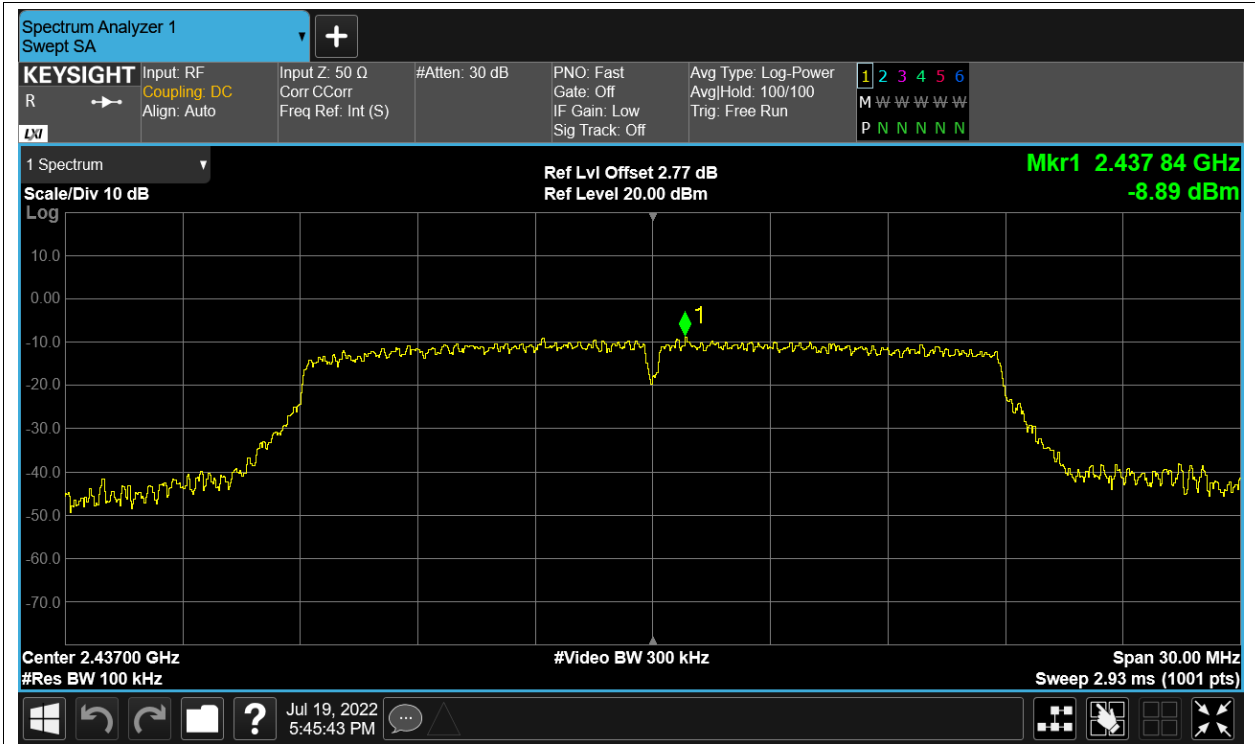 Spectrum Analyzer 1
Swept SA
KEYSIGHT
R
LXI
Input: RF
Coupling: DC
Align: Auto
Input Z: 50 Ω
Corr CCorr
Freq Ref: Int (S)
#Atten: 30 dB
PNO: Fast
Gate: Off
IF Gain: Low
Sig Track: Off
Avg Type: Log-Power
Avg|Hold: 100/100
Trig: Free Run
1 2 3 4 5 6
M W W W W W
P N N N N N
1 Spectrum
Scale/Div 10 dB
Log
Ref Lvl Offset 2.77 dB
Ref Level 20.00 dBm
Mkr1 2.437 84 GHz
-8.89 dBm
10.0
0.00
1
-10.0
-20.0
-30.0
-40.0
-50.0
-60.0
-70.0
Center 2.43700 GHz
#Res BW 100 kHz
#Video BW 300 kHz
Span 30.00 MHz
Sweep 2.93 ms (1001 pts)
?
Jul 19, 2022
5:45:43 PM